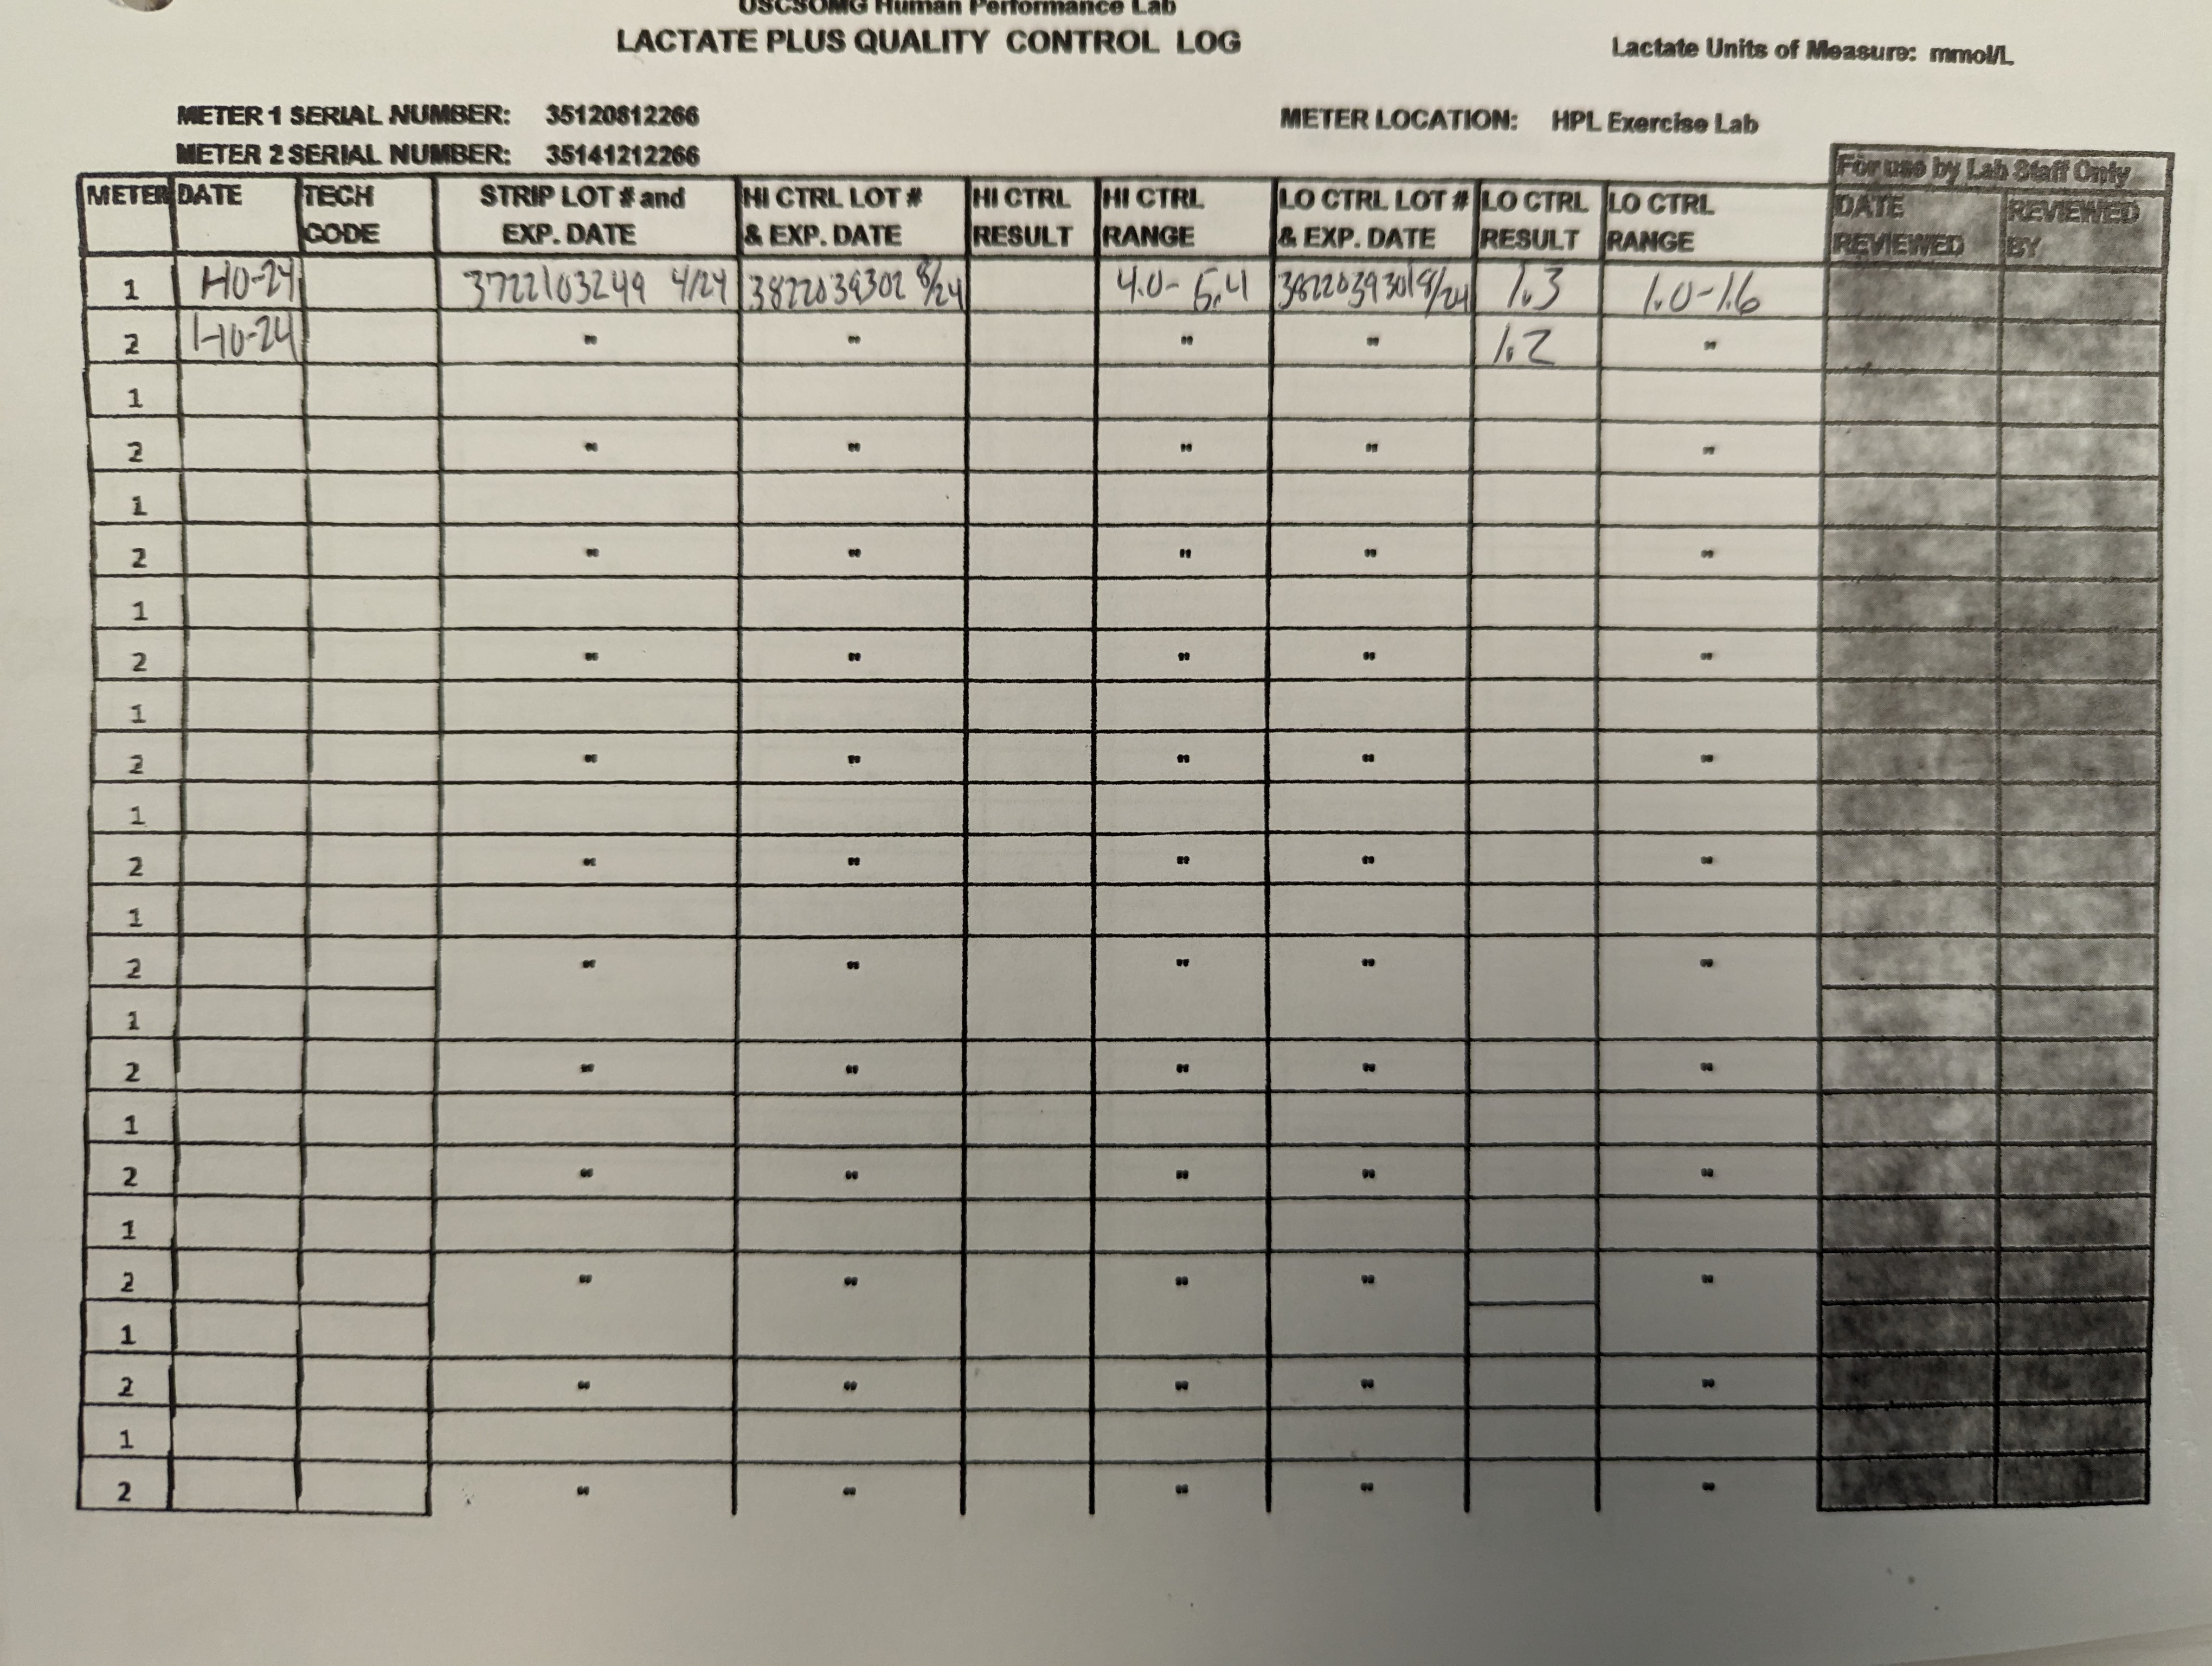 USCSOMG Human Performance Lab
LACTATE PLUS QUALITY CONTROL LOG
Lactate Units of Measure: mmol/L
METER 1 SERIAL NUMBER: 35120812266
METER LOCATION: HPL Exercise Lab
METER 2 SERIAL NUMBER: 35141212266
For use by Lab Staff Only
METER DATE TECH CODE STRIP LOT # and EXP. DATE HI CTRL LOT # & EXP. DATE HI CTRL RESULT HI CTRL RANGE LO CTRL LOT # & EXP. DATE LO CTRL RESULT LO CTRL RANGE DATE REVIEWED REVIEWED BY
1 1-10-24 3722103249 4/24 3822039302 8/24 4.0-5.4 3822039301 8/24 1.3 1.0-1.6
2 1-10-24 " " " " 1.2 "
1
2 " " " " "
1
2 " " " " "
1
2 " " " " "
1
2 " " " " "
1
2 " " " " "
1
2 " " " " "
1
2 " " " " "
1
2 " " " " "
1
2 " " " " "
1
2 " " " " "
1
2 " " " " "